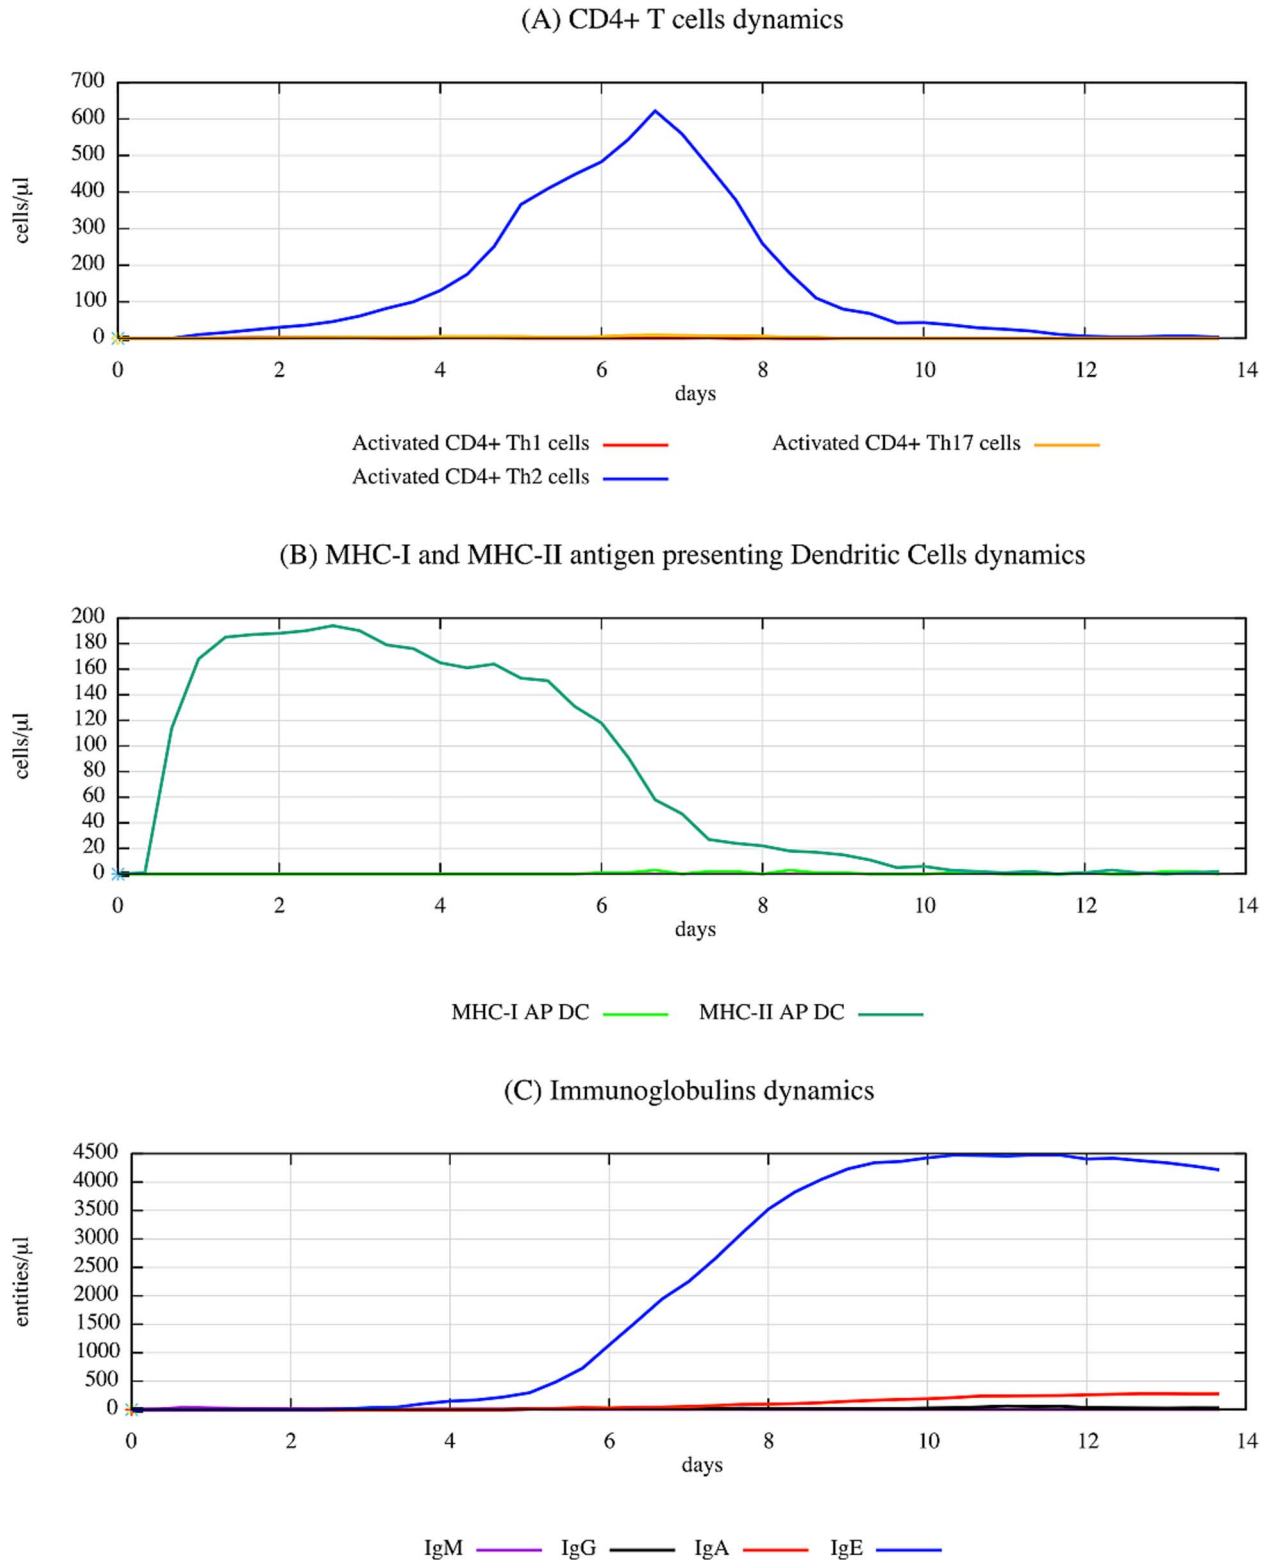 (A) CD4+ T cells dynamics
700
600
500
400
300
200
100
0
cells/µl
0 2 4 6 8 10 12 14
days
Activated CD4+ Th1 cells Activated CD4+ Th17 cells
Activated CD4+ Th2 cells
(B) MHC-I and MHC-II antigen presenting Dendritic Cells dynamics
200
180
160
140
120
100
80
60
40
20
0
cells/µl
0 2 4 6 8 10 12 14
days
MHC-I AP DC MHC-II AP DC
(C) Immunoglobulins dynamics
4500
4000
3500
3000
2500
2000
1500
1000
500
0
entities/µl
0 2 4 6 8 10 12 14
days
IgM IgG IgA IgE